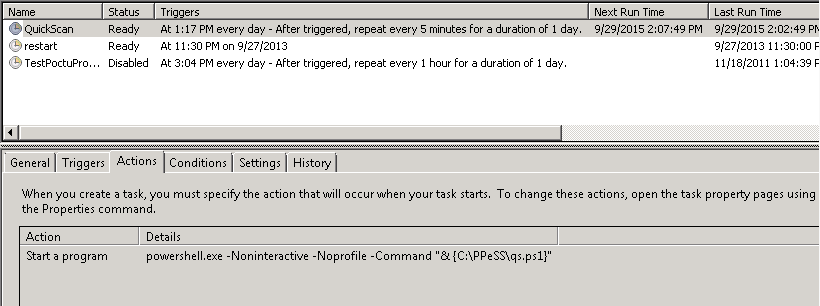 Name Status Triggers Next Run Time Last Run Time
QuickScan Ready At 1:17 PM every day - After triggered, repeat every 5 minutes for a duration of 1 day. 9/29/2015 2:07:49 PM 9/29/2015 2:02:49 PM
restart Ready At 11:30 PM on 9/27/2013 9/27/2013 11:30:00 P
TestPoctuPro... Disabled At 3:04 PM every day - After triggered, repeat every 1 hour for a duration of 1 day. 11/18/2011 1:04:39 P
General Triggers Actions Conditions Settings History
When you create a task, you must specify the action that will occur when your task starts. To change these actions, open the task property pages using
the Properties command.
Action Details
Start a program powershell.exe -Noninteractive -Noprofile -Command "& {C:\PPeSS\qs.ps1}"